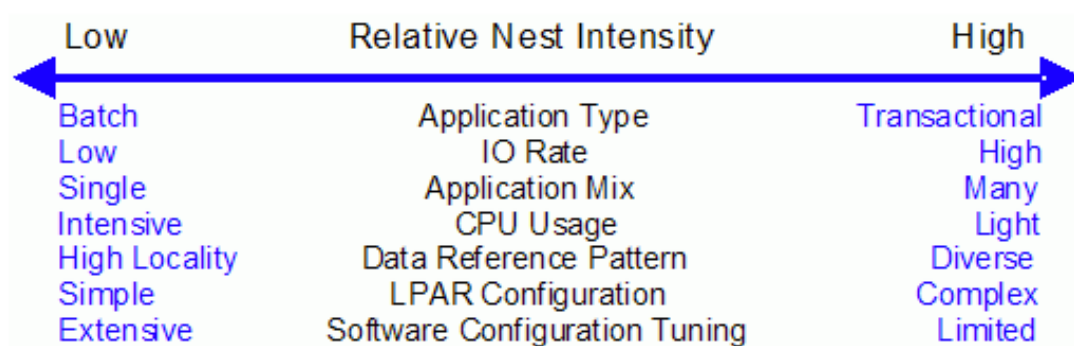 Low Relative Nest Intensity High
Batch Application Type Transactional
Low IO Rate High
Single Application Mix Many
Intensive CPU Usage Light
High Locality Data Reference Pattern Diverse
Simple LPAR Configuration Complex
Extensive Software Configuration Tuning Limited